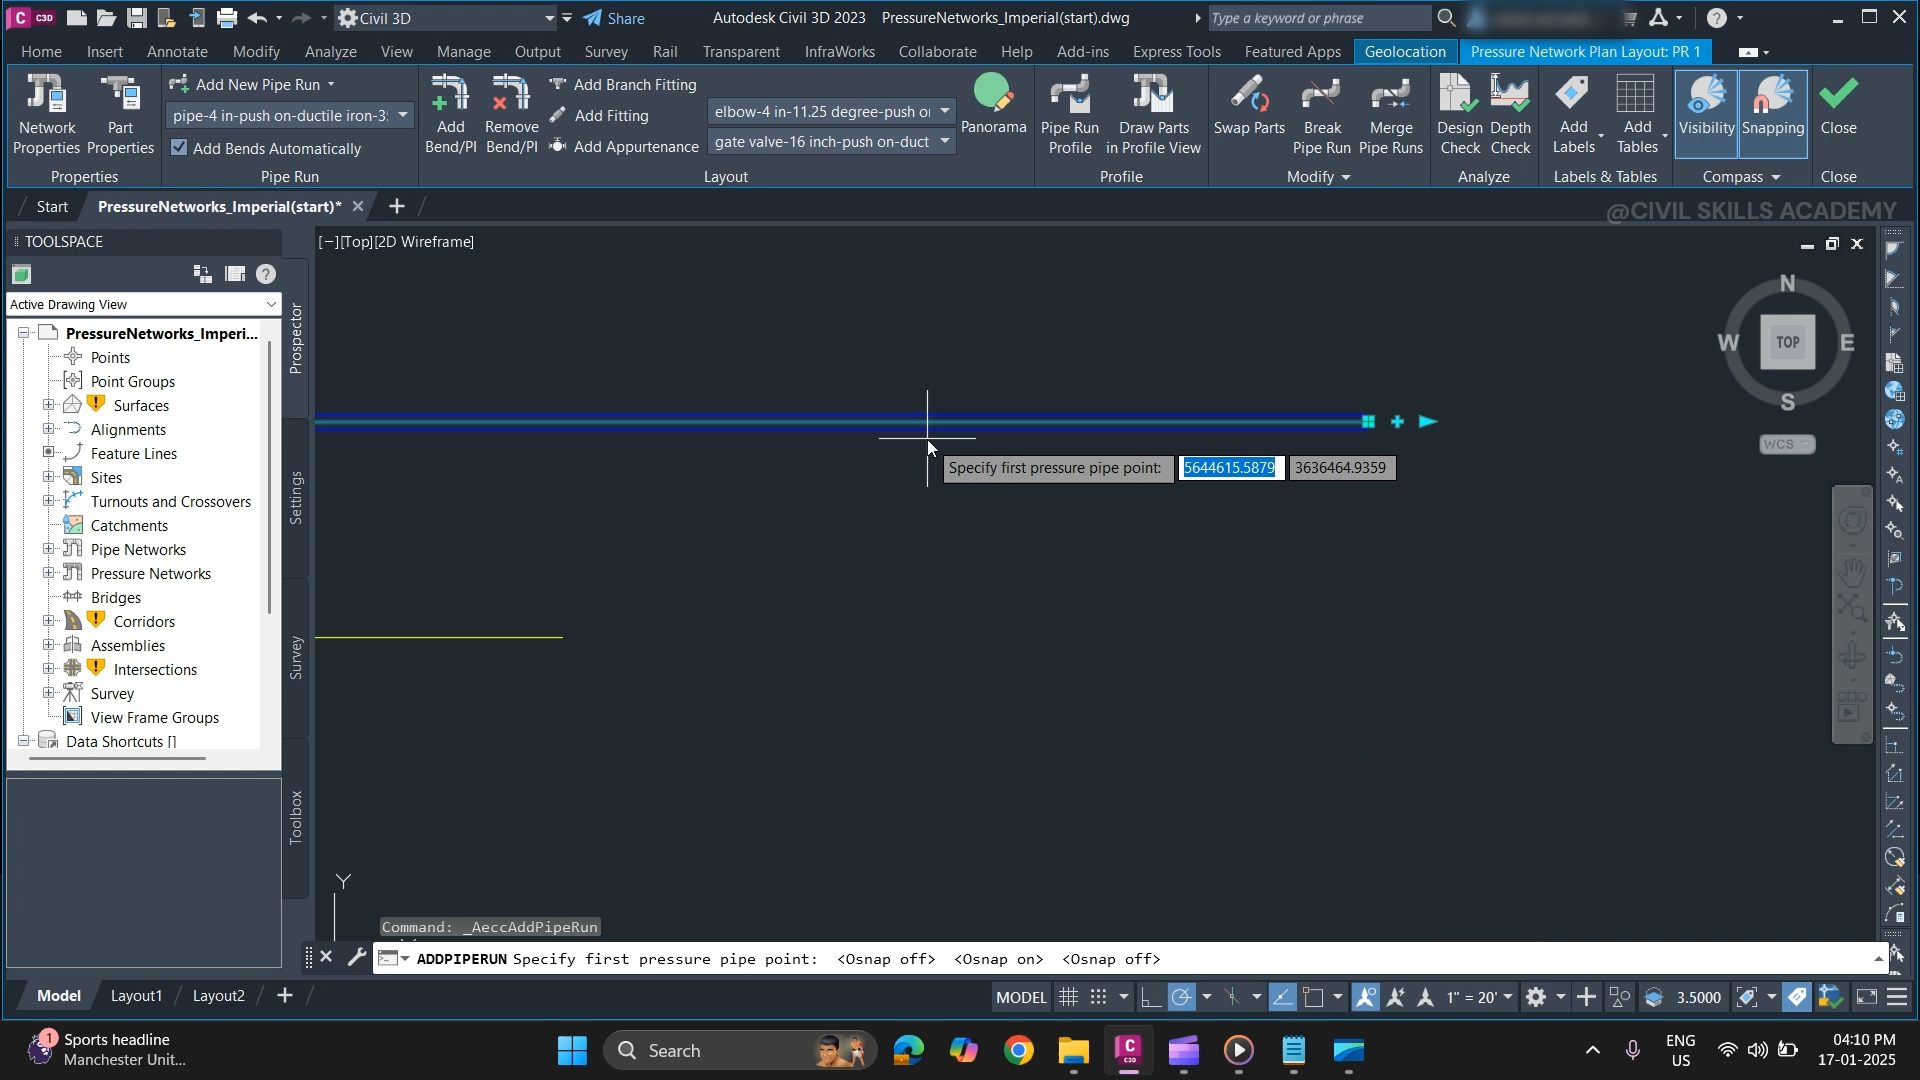 C3D
Civil 3D
Share
Autodesk Civil 3D 2023
PressureNetworks_Imperial(start).dwg
Type a keyword or phrase
Home
Insert
Annotate
Modify
Analyze
View
Manage
Output
Survey
Rail
Transparent
InfraWorks
Collaborate
Help
Add-ins
Express Tools
Featured Apps
Geolocation
Pressure Network Plan Layout: PR 1
Network
Properties
Part
Properties
Properties
Add New Pipe Run
pipe-4 in-push on-ductile iron-3
Add Bends Automatically
Pipe Run
Add
Bend/PI
Remove
Bend/PI
Add Branch Fitting
Add Fitting
Add Appurtenance
elbow-4 in-11.25 degree-push o
gate valve-16 inch-push on-duct
Layout
Panorama
Pipe Run
Profile
Draw Parts
in Profile View
Profile
Swap Parts
Break
Pipe Run
Merge
Pipe Runs
Modify
Design
Check
Depth
Check
Analyze
Add
Labels
Add
Tables
Labels & Tables
Visibility
Snapping
Compass
Close
Close
Start
PressureNetworks_Imperial(start)*
@CIVIL SKILLS ACADEMY
TOOLSPACE
Active Drawing View
PressureNetworks_Imperi...
Points
Point Groups
Surfaces
Alignments
Feature Lines
Sites
Turnouts and Crossovers
Catchments
Pipe Networks
Pressure Networks
Bridges
Corridors
Assemblies
Intersections
Survey
View Frame Groups
Data Shortcuts []
Prospector
Settings
Survey
Toolbox
[−][Top][2D Wireframe]
N
W
TOP
E
S
WCS
Specify first pressure pipe point:
5644615.5879
3636464.9359
Y
Command: _AeccAddPipeRun
ADDPIPERUN Specify first pressure pipe point: <Osnap off> <Osnap on> <Osnap off>
Model
Layout1
Layout2
MODEL
1" = 20'
3.5000
1
Sports headline
Manchester Unit...
Search
C
C3D
ENG
US
04:10 PM
17-01-2025